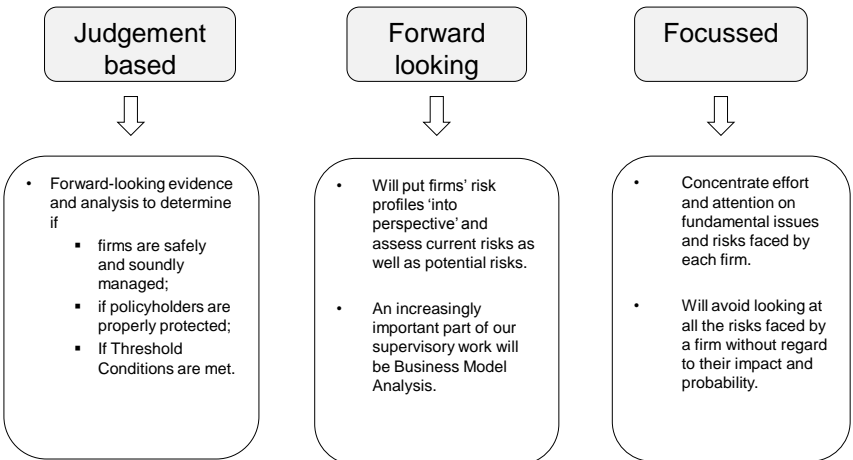 Judgement
based
• Forward-looking evidence
and analysis to determine
if
▪ firms are safely
and soundly
managed;
▪ if policyholders are
properly protected;
▪ If Threshold
Conditions are met.
Forward
looking
• Will put firms’ risk
profiles ‘into
perspective’ and
assess current risks as
well as potential risks.
• An increasingly
important part of our
supervisory work will
be Business Model
Analysis.
Focussed
• Concentrate effort
and attention on
fundamental issues
and risks faced by
each firm.
• Will avoid looking at
all the risks faced by
a firm without regard
to their impact and
probability.